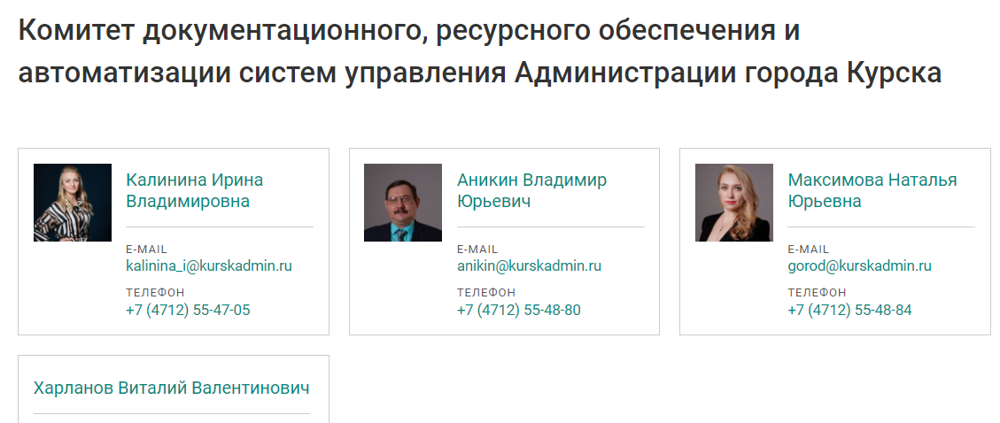 Комитет документационного, ресурсного обеспечения и
автоматизации систем управления Администрации города Курска
Калинина Ирина
Владимировна
E-MAIL
kalinina_i@kurskadmin.ru
ТЕЛЕФОН
+7 (4712) 55-47-05
Аникин Владимир
Юрьевич
E-MAIL
anikin@kurskadmin.ru
ТЕЛЕФОН
+7 (4712) 55-48-80
Максимова Наталья
Юрьевна
E-MAIL
gorod@kurskadmin.ru
ТЕЛЕФОН
+7 (4712) 55-48-84
Харланов Виталий Валентинович